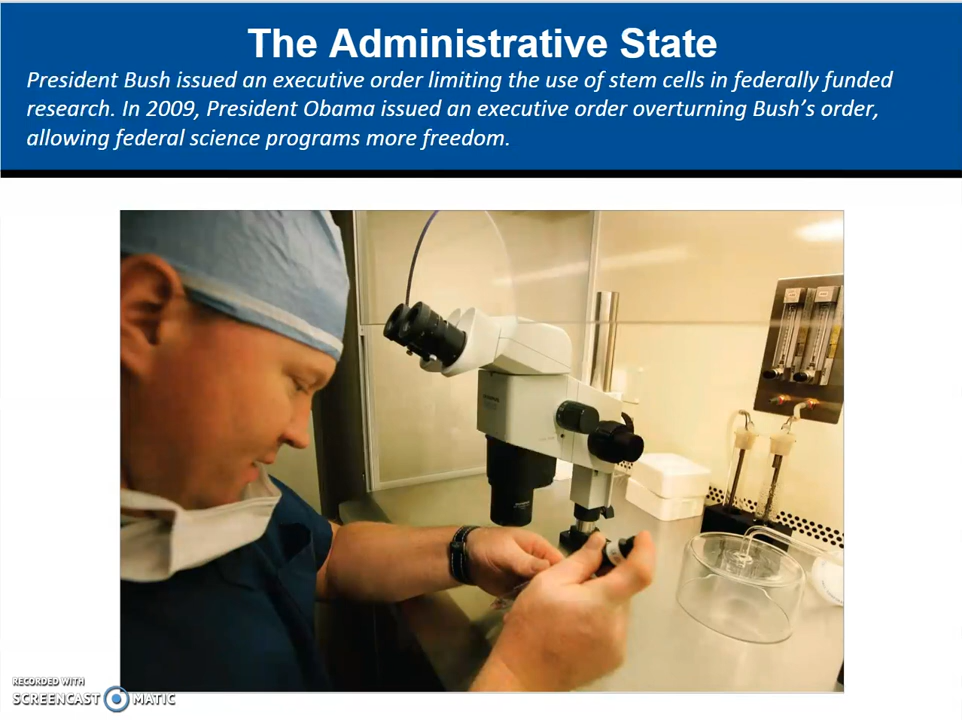 The Administrative State
President Bush issued an executive order limiting the use of stem cells in federally funded
research. In 2009, President Obama issued an executive order overturning Bush's order,
allowing federal science programs more freedom.
RECORDED WITH
SCREENCAST MATIC